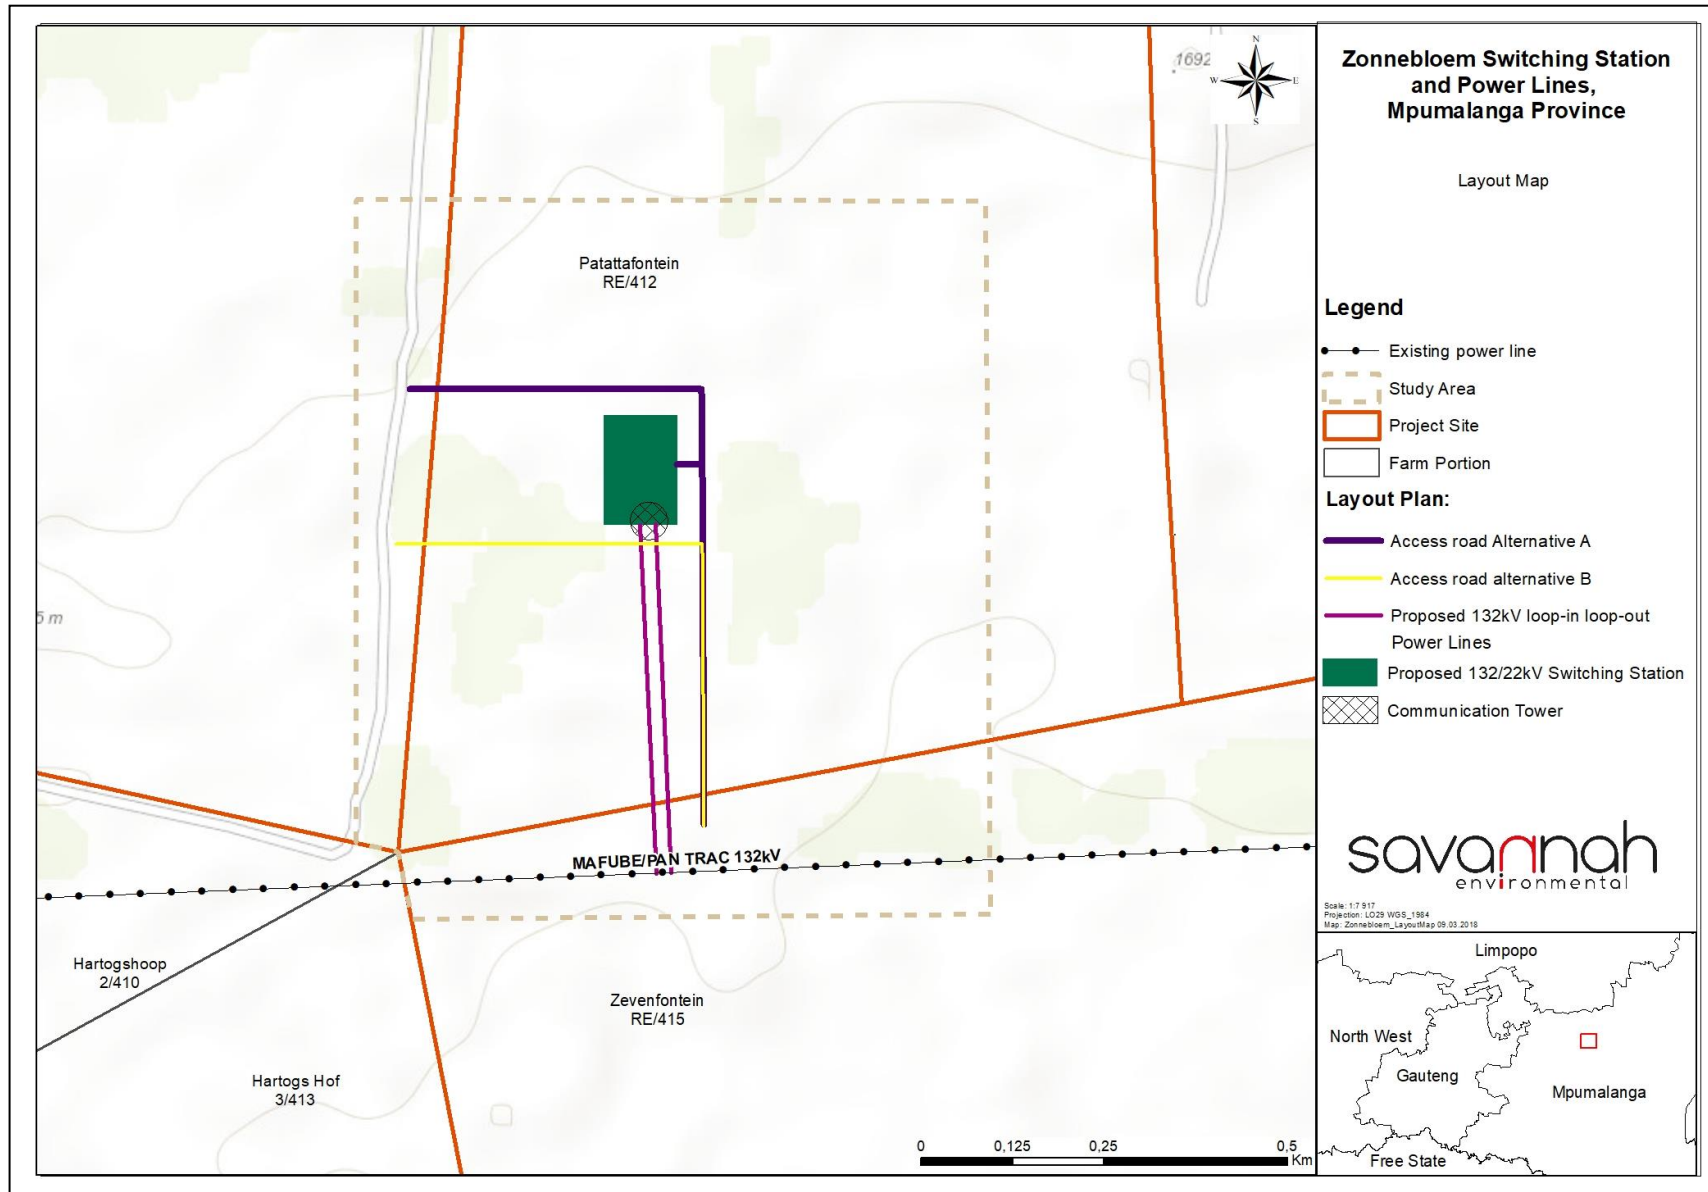 Zonnebloem Switching Station
and Power Lines,
Mpumalanga Province
Layout Map
Legend
Existing power line
Study Area
Project Site
Farm Portion
Layout Plan:
Access road Alternative A
Access road alternative B
Proposed 132kV loop-in loop-out
Power Lines
Proposed 132/22kV Switching Station
Communication Tower
savannah
environmental
Scale: 1:7 917
Projection: LO29 WGS_1984
Map: Zonnebloem_LayoutMap 09.03.2018
Limpopo
North West
Gauteng
Mpumalanga
Free State
1692
N
W
E
S
Patattafontein
RE/412
5 m
MAFUBE/PAN TRAC 132kV
Hartogshoop
2/410
Zevenfontein
RE/415
Hartogs Hof
3/413
0
0,125
0,25
0,5
Km